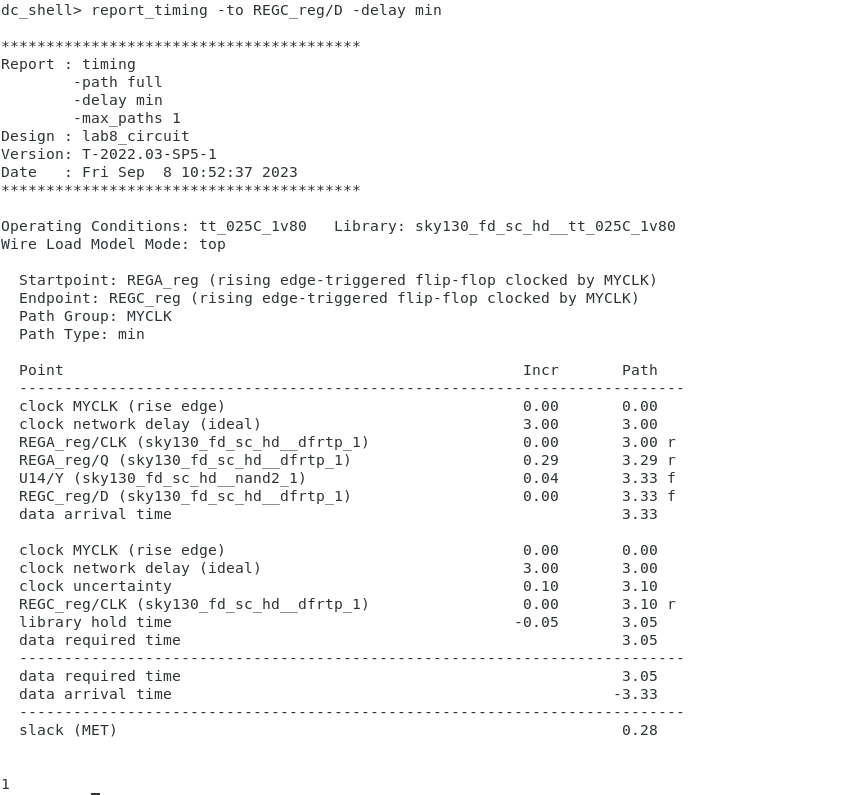 dc_shell> report_timing -to REGC_reg/D -delay min
****************************************
Report : timing
        -path full
        -delay min
        -max_paths 1
Design : lab8_circuit
Version: T-2022.03-SP5-1
Date   : Fri Sep  8 10:52:37 2023
****************************************
Operating Conditions: tt_025C_1v80   Library: sky130_fd_sc_hd__tt_025C_1v80
Wire Load Model Mode: top
  Startpoint: REGA_reg (rising edge-triggered flip-flop clocked by MYCLK)
  Endpoint: REGC_reg (rising edge-triggered flip-flop clocked by MYCLK)
  Path Group: MYCLK
  Path Type: min
  Point                                                   Incr       Path
  --------------------------------------------------------------------------
  clock MYCLK (rise edge)                                 0.00       0.00
  clock network delay (ideal)                             3.00       3.00
  REGA_reg/CLK (sky130_fd_sc_hd__dfrtp_1)                 0.00       3.00 r
  REGA_reg/Q (sky130_fd_sc_hd__dfrtp_1)                   0.29       3.29 r
  U14/Y (sky130_fd_sc_hd__nand2_1)                        0.04       3.33 f
  REGC_reg/D (sky130_fd_sc_hd__dfrtp_1)                   0.00       3.33 f
  data arrival time                                                  3.33
  clock MYCLK (rise edge)                                 0.00       0.00
  clock network delay (ideal)                             3.00       3.00
  clock uncertainty                                       0.10       3.10
  REGC_reg/CLK (sky130_fd_sc_hd__dfrtp_1)                 0.00       3.10 r
  library hold time                                      -0.05       3.05
  data required time                                                 3.05
  --------------------------------------------------------------------------
  data required time                                                 3.05
  data arrival time                                                 -3.33
  --------------------------------------------------------------------------
  slack (MET)                                                        0.28
1